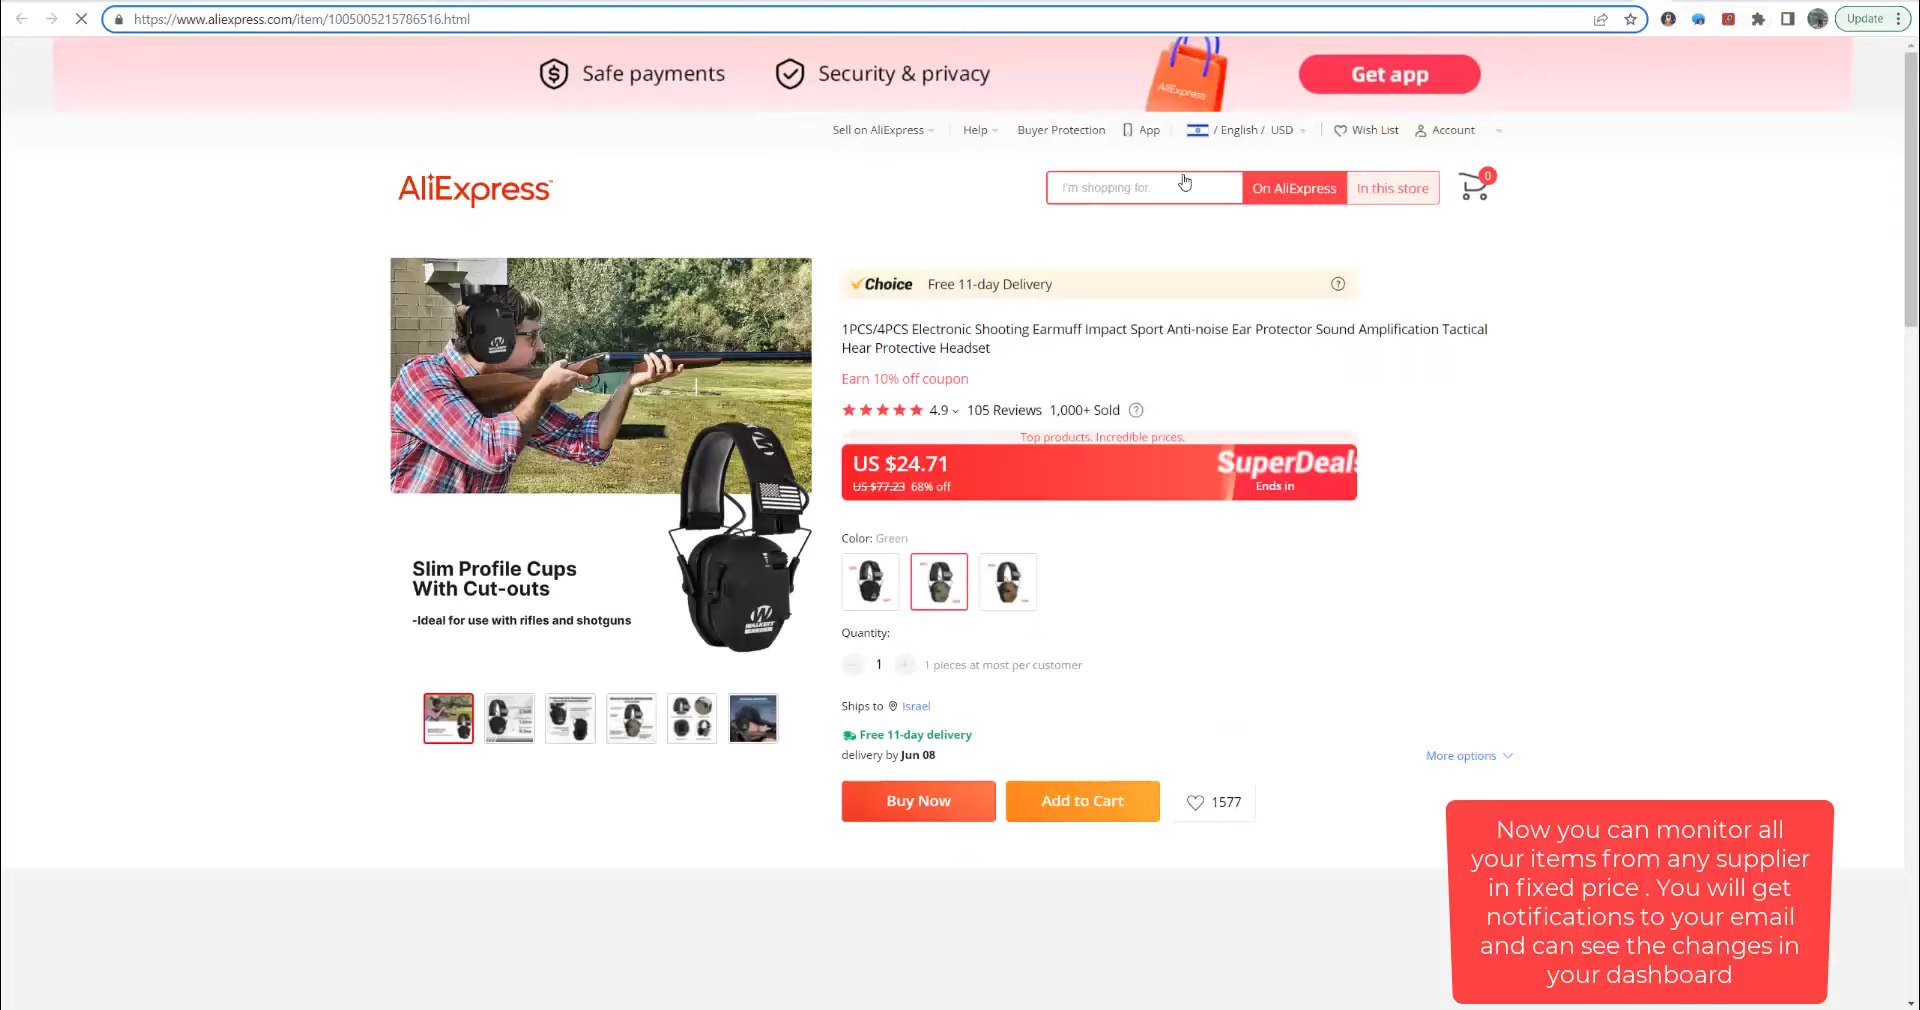 https://www.aliexpress.com/item/1005005215786516.html
Update
Safe payments
Security & privacy
AliExpress
Get app
Sell on AliExpress
Help
Buyer Protection
App
/ English / USD
Wish List
Account
AliExpress
I'm shopping for...
On AliExpress
In this store
0
Choice Free 11-day Delivery
1PCS/4PCS Electronic Shooting Earmuff Impact Sport Anti-noise Ear Protector Sound Amplification Tactical
Hear Protective Headset
Earn 10% off coupon
4.9 105 Reviews 1,000+ Sold
Top products. Incredible prices.
US $24.71
US $77.23 68% off
SuperDeals
Ends in
Slim Profile Cups
With Cut-outs
-Ideal for use with rifles and shotguns
Color: Green
Quantity:
1
1 pieces at most per customer
Ships to Israel
Free 11-day delivery
delivery by Jun 08
More options
Buy Now
Add to Cart
1577
Now you can monitor all
your items from any supplier
in fixed price . You will get
notifications to your email
and can see the changes in
your dashboard